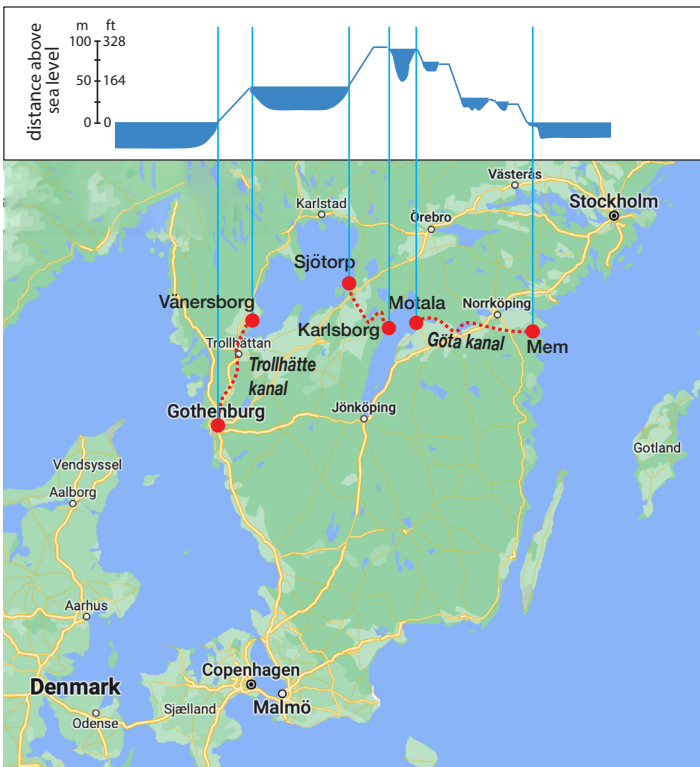 distance above
sea level
m ft
100 328
50 164
0 0
Västerås
Stockholm
Karlstad
Örebro
Sjötorp
Vänersborg
Motala
Norrköping
Karlsborg
Göta kanal
Mem
Trollhättan
Trollhätte
kanal
Gothenburg
Jönköping
Gotland
Vendsyssel
Aalborg
Aarhus
Copenhagen
Denmark
Sjælland
Malmö
Odense